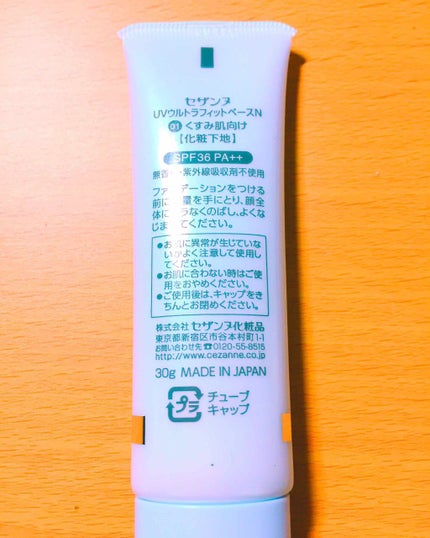 セザンヌ
UVウルトラフィットベースN
01 くすみ肌向け
【化粧下地】
SPF36 PA++
無香料・紫外線吸収剤不使用
ファンデーションをつける
前に適量を手にとり、顔全
体にムラなくのばし、よくな
じませてください。
●お肌に異常が生じていな
いかよく注意して使用し
てください。
●お肌に合わない時はご使
用をおやめください。
●ご使用後は、キャップをき
ちんとお閉めください。
株式会社 セザンヌ化粧品
東京都新宿区市谷本村町1-1
お問い合わせ先☎0120-55-8515
http://www.cezanne.co.jp
30g MADE IN JAPAN
プラ チューブ
キャップ